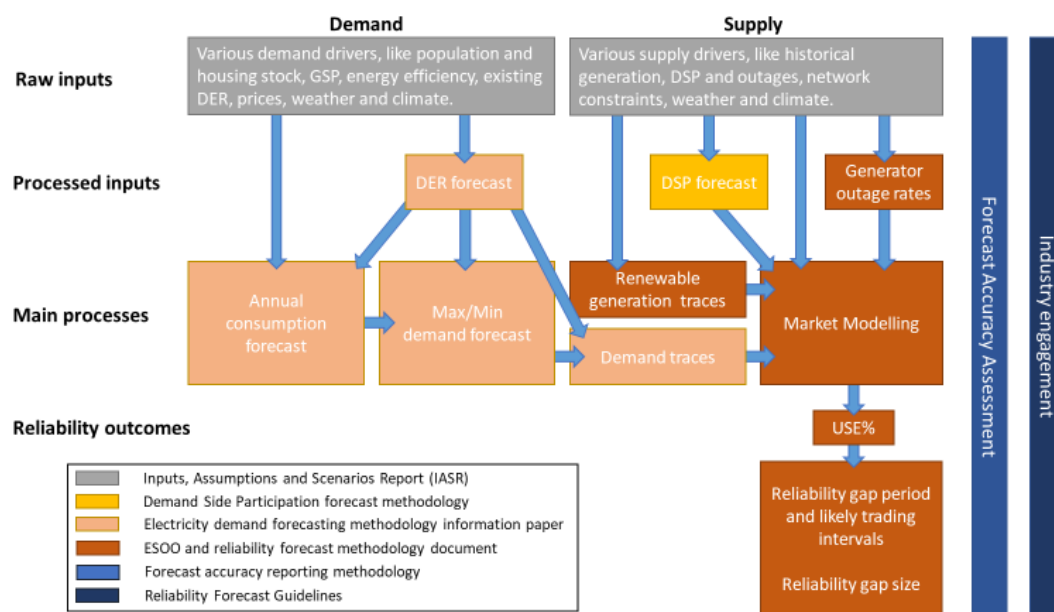 Demand
Supply
Raw inputs
Various demand drivers, like population and
housing stock, GSP, energy efficiency, existing
DER, prices, weather and climate.
Various supply drivers, like historical
generation, DSP and outages, network
constraints, weather and climate.
Processed inputs
DER forecast
DSP forecast
Generator
outage rates
Main processes
Annual
consumption
forecast
Max/Min
demand forecast
Renewable
generation traces
Demand traces
Market Modelling
Reliability outcomes
USE%
Reliability gap period
and likely trading
intervals
Reliability gap size
Inputs, Assumptions and Scenarios Report (IASR)
Demand Side Participation forecast methodology
Electricity demand forecasting methodology information paper
ESOO and reliability forecast methodology document
Forecast accuracy reporting methodology
Reliability Forecast Guidelines
Forecast Accuracy Assessment
Industry engagement